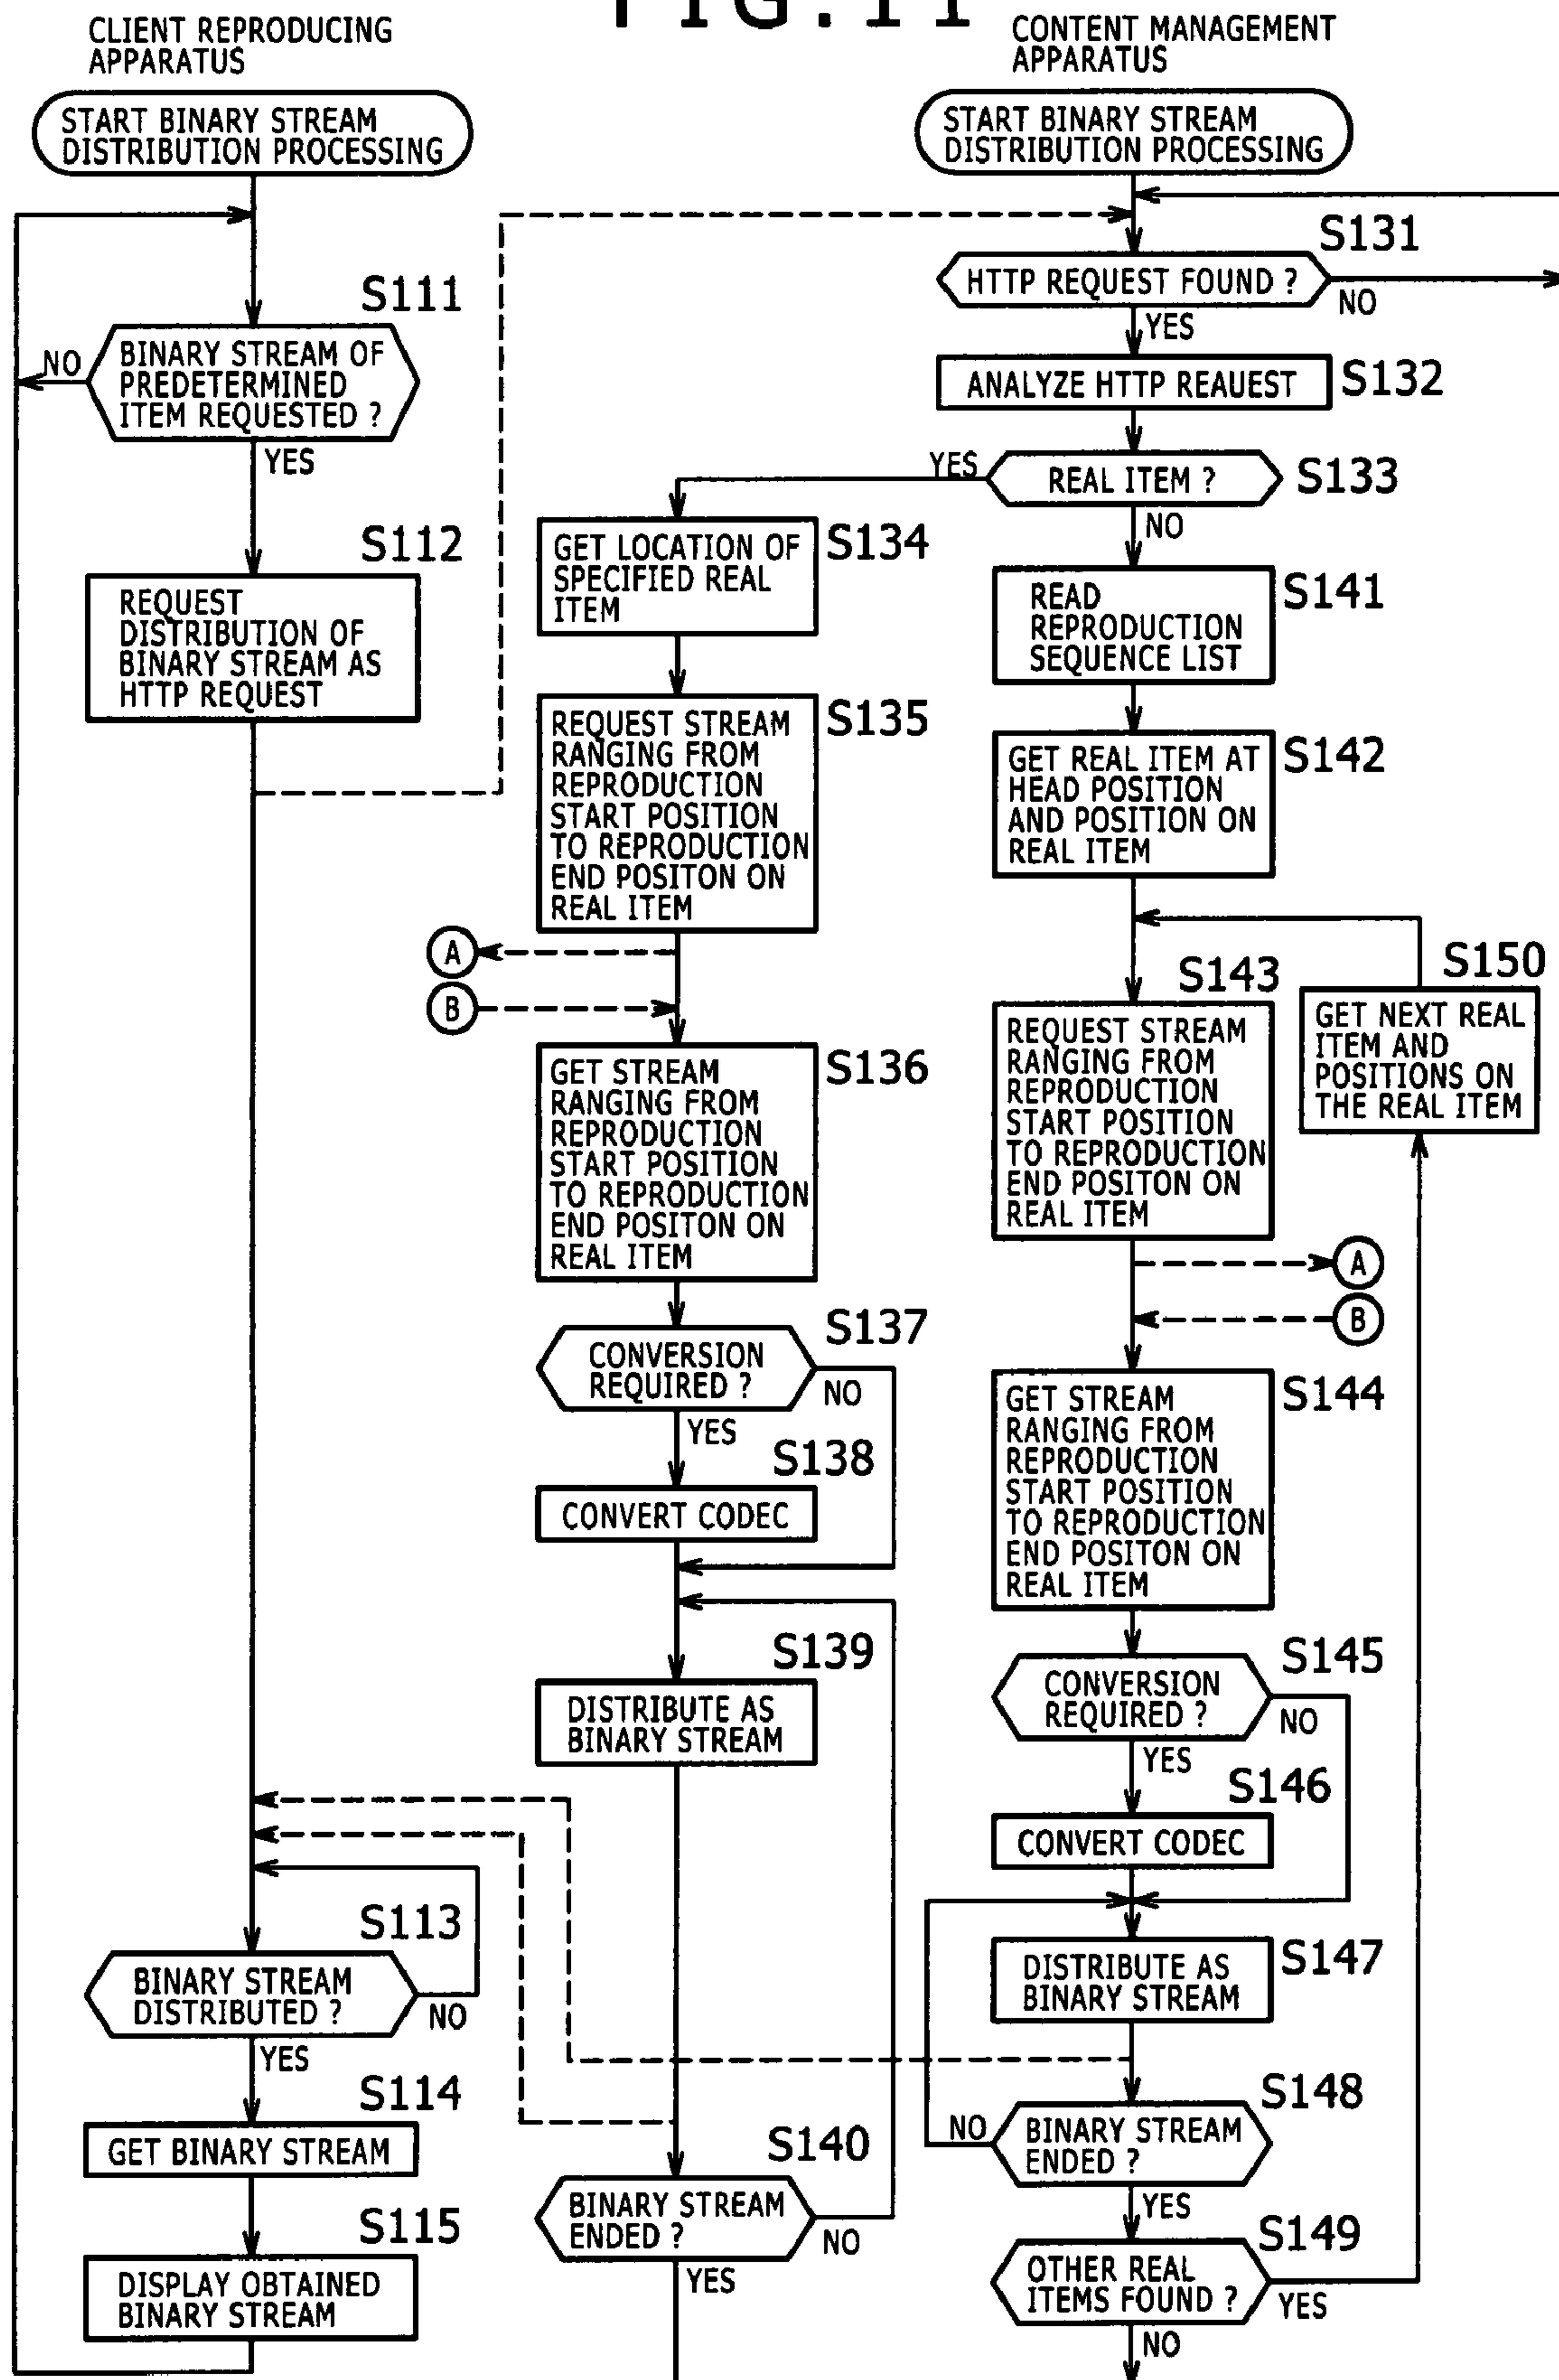 FIG.11
CLIENT REPRODUCING
APPARATUS
START BINARY STREAM
DISTRIBUTION PROCESSING
S111
NO
BINARY STREAM OF
PREDETERMINED
ITEM REQUESTED ?
YES
S112
REQUEST
DISTRIBUTION OF
BINARY STREAM AS
HTTP REQUEST
S113
BINARY STREAM
DISTRIBUTED ?
NO
YES
S114
GET BINARY STREAM
S115
DISPLAY OBTAINED
BINARY STREAM
CONTENT MANAGEMENT
APPARATUS
START BINARY STREAM
DISTRIBUTION PROCESSING
S131
HTTP REQUEST FOUND ?
NO
YES
ANALYZE HTTP REAUEST
S132
YES
REAL ITEM ?
S133
NO
GET LOCATION OF
SPECIFIED REAL
ITEM
S134
REQUEST STREAM
RANGING FROM
REPRODUCTION
START POSITION
TO REPRODUCTION
END POSITON ON
REAL ITEM
S135
A
B
GET STREAM
RANGING FROM
REPRODUCTION
START POSITION
TO REPRODUCTION
END POSITON ON
REAL ITEM
S136
S137
CONVERSION
REQUIRED ?
NO
YES
S138
CONVERT CODEC
S139
DISTRIBUTE AS
BINARY STREAM
S140
BINARY STREAM
ENDED ?
NO
YES
READ
REPRODUCTION
SEQUENCE LIST
S141
GET REAL ITEM AT
HEAD POSITION
AND POSITION ON
REAL ITEM
S142
S143
REQUEST STREAM
RANGING FROM
REPRODUCTION
START POSITION
TO REPRODUCTION
END POSITON ON
REAL ITEM
S150
GET NEXT REAL
ITEM AND
POSITIONS ON
THE REAL ITEM
A
B
GET STREAM
RANGING FROM
REPRODUCTION
START POSITION
TO REPRODUCTION
END POSITON ON
REAL ITEM
S144
S145
CONVERSION
REQUIRED ?
NO
YES
S146
CONVERT CODEC
DISTRIBUTE AS
BINARY STREAM
S147
S148
NO
BINARY STREAM
ENDED ?
YES
S149
OTHER REAL
ITEMS FOUND ?
YES
NO